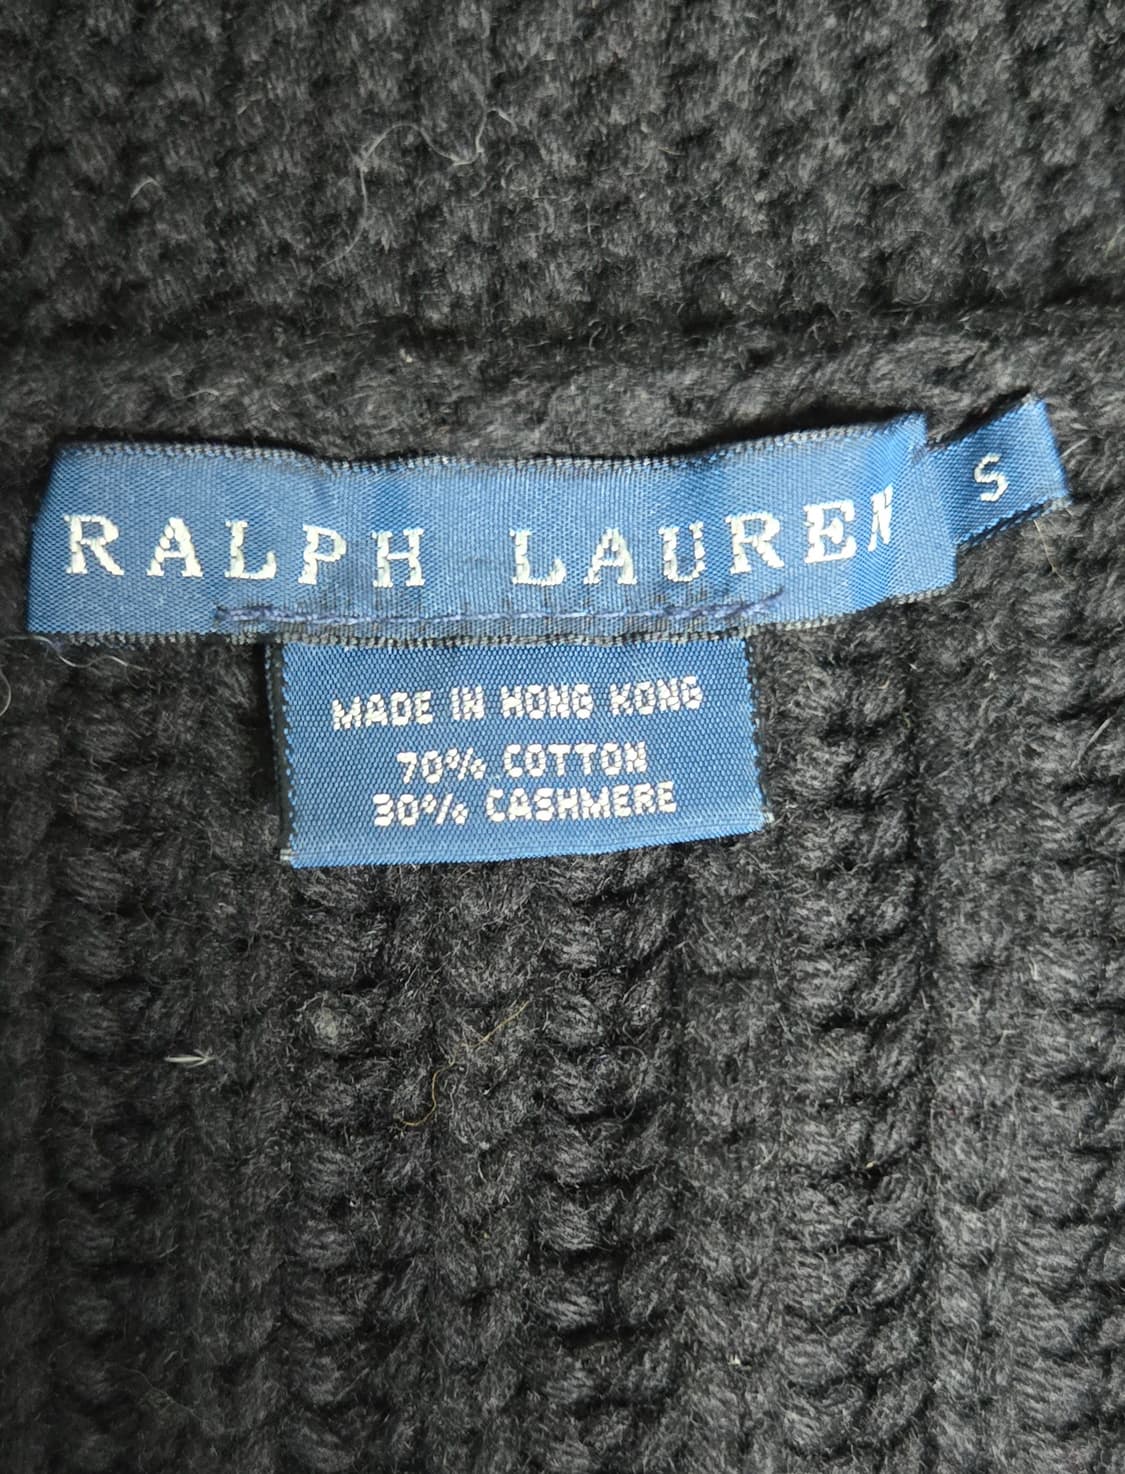 RALPH LAUREN
S
MADE IN HONG KONG
70% COTTON
30% CASHMERE